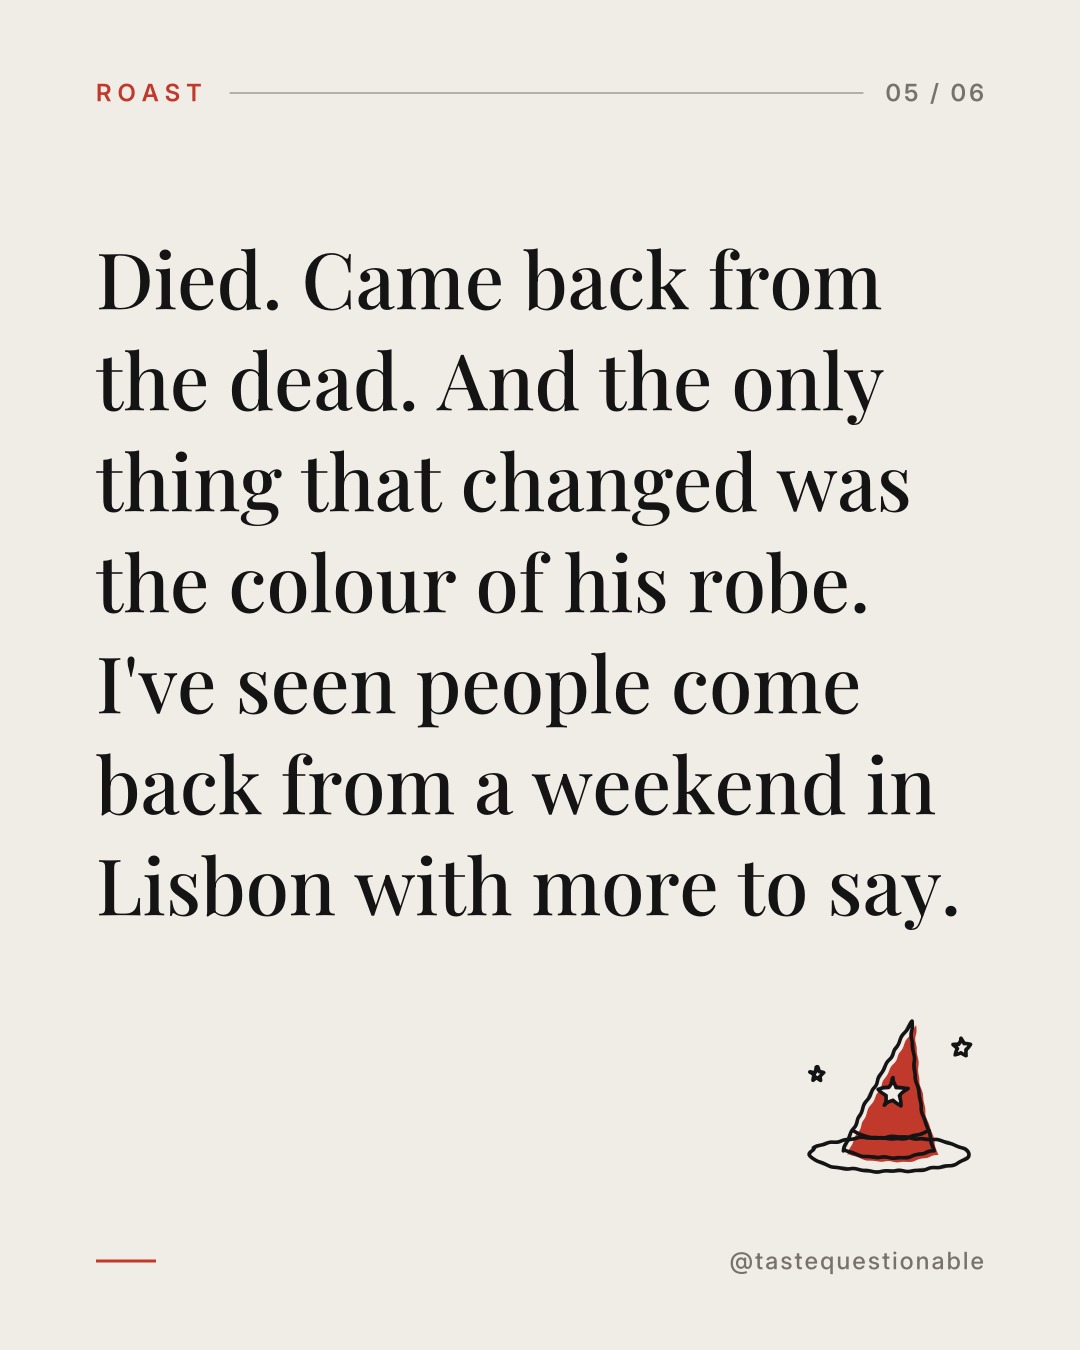 ROAST 05 / 06
Died. Came back from
the dead. And the only
thing that changed was
the colour of his robe.
I've seen people come
back from a weekend in
Lisbon with more to say.
@tastequestionable